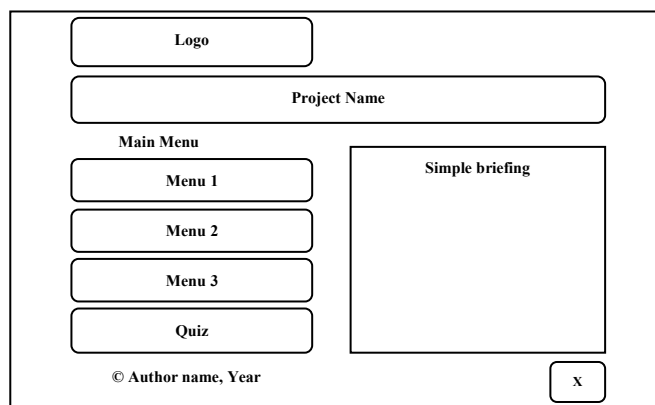 Logo
Project Name
Main Menu
Menu 1
Menu 2
Menu 3
Quiz
Simple briefing
© Author name, Year
X